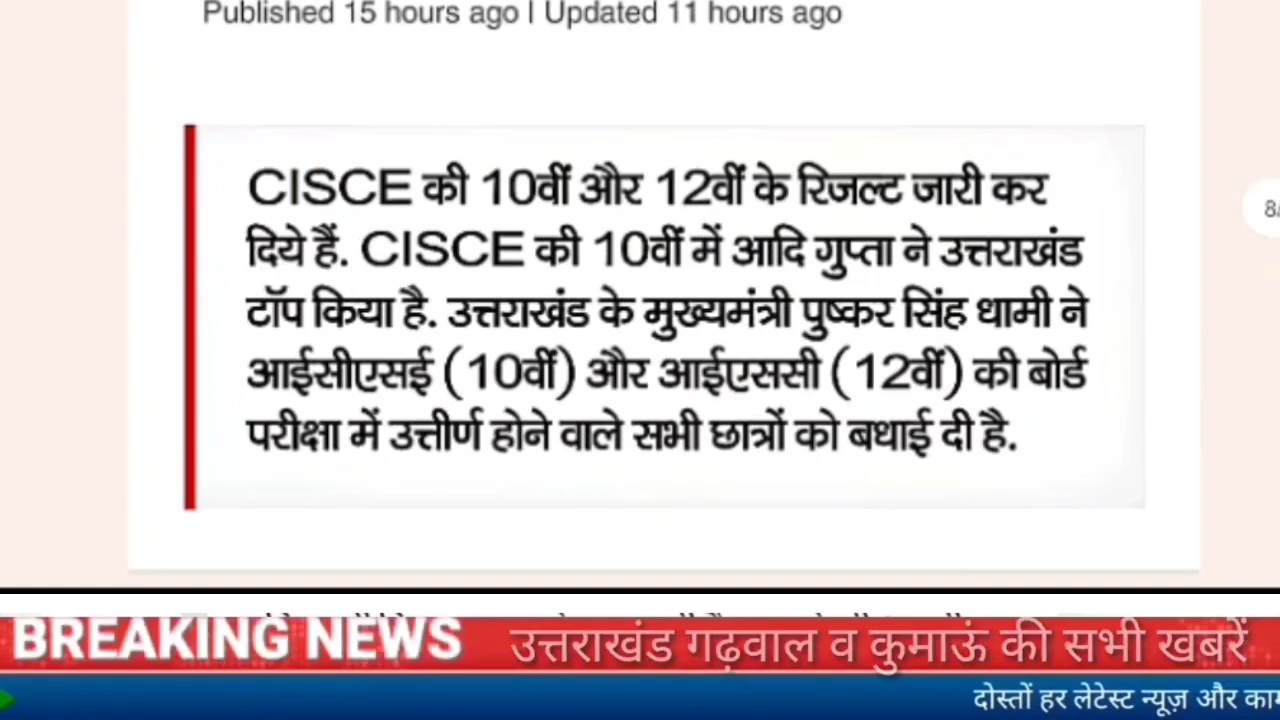 Published 15 hours ago | Updated 11 hours ago
CISCE की 10वीं और 12वीं के रिजल्ट जारी कर
दिये हैं. CISCE की 10वीं में आदि गुप्ता ने उत्तराखंड
टॉप किया है. उत्तराखंड के मुख्यमंत्री पुष्कर सिंह धामी ने
आईसीएसई (10वीं) और आईएससी (12वीं) की बोर्ड
परीक्षा में उत्तीर्ण होने वाले सभी छात्रों को बधाई दी है.
8/
BREAKING NEWS उत्तराखंड गढ़वाल व कुमाऊं की सभी खबरें
दोस्तों हर लेटेस्ट न्यूज़ और